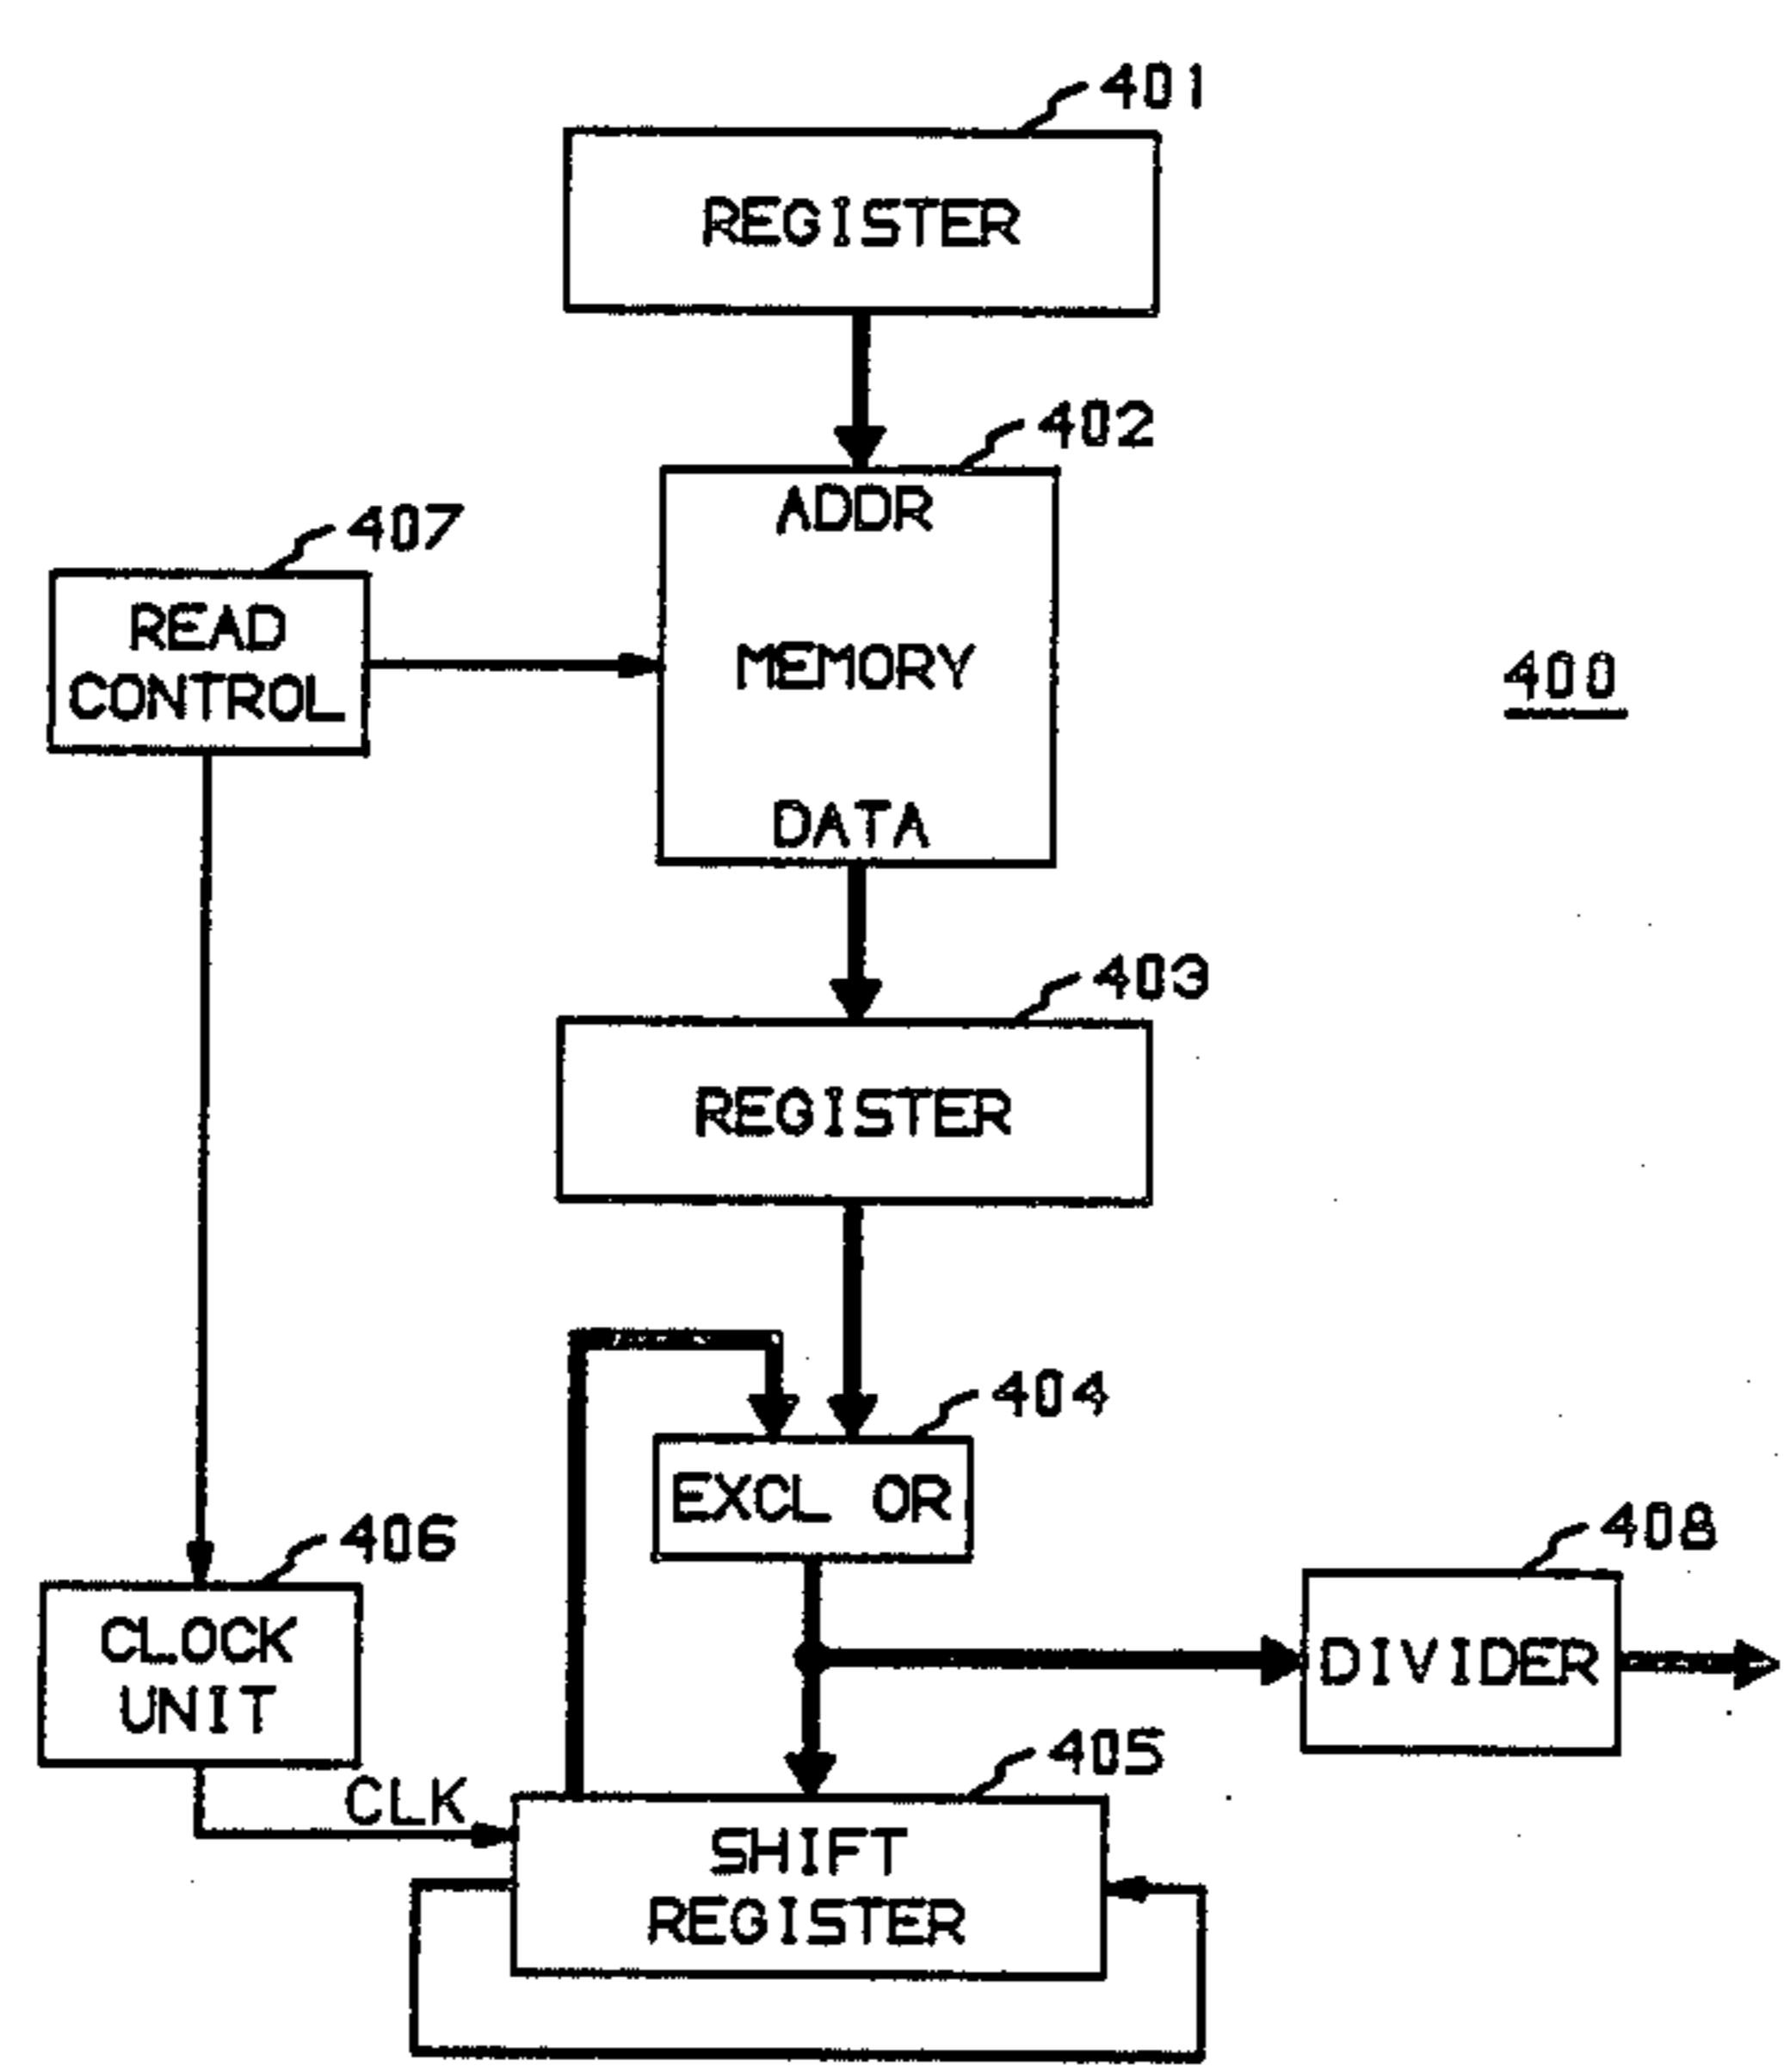 401
REGISTER
402
ADDR
407
READ
CONTROL
MEMORY
400
DATA
403
REGISTER
404
EXCL OR
406
408
CLOCK
UNIT
DIVIDER
405
CLK
SHIFT
REGISTER